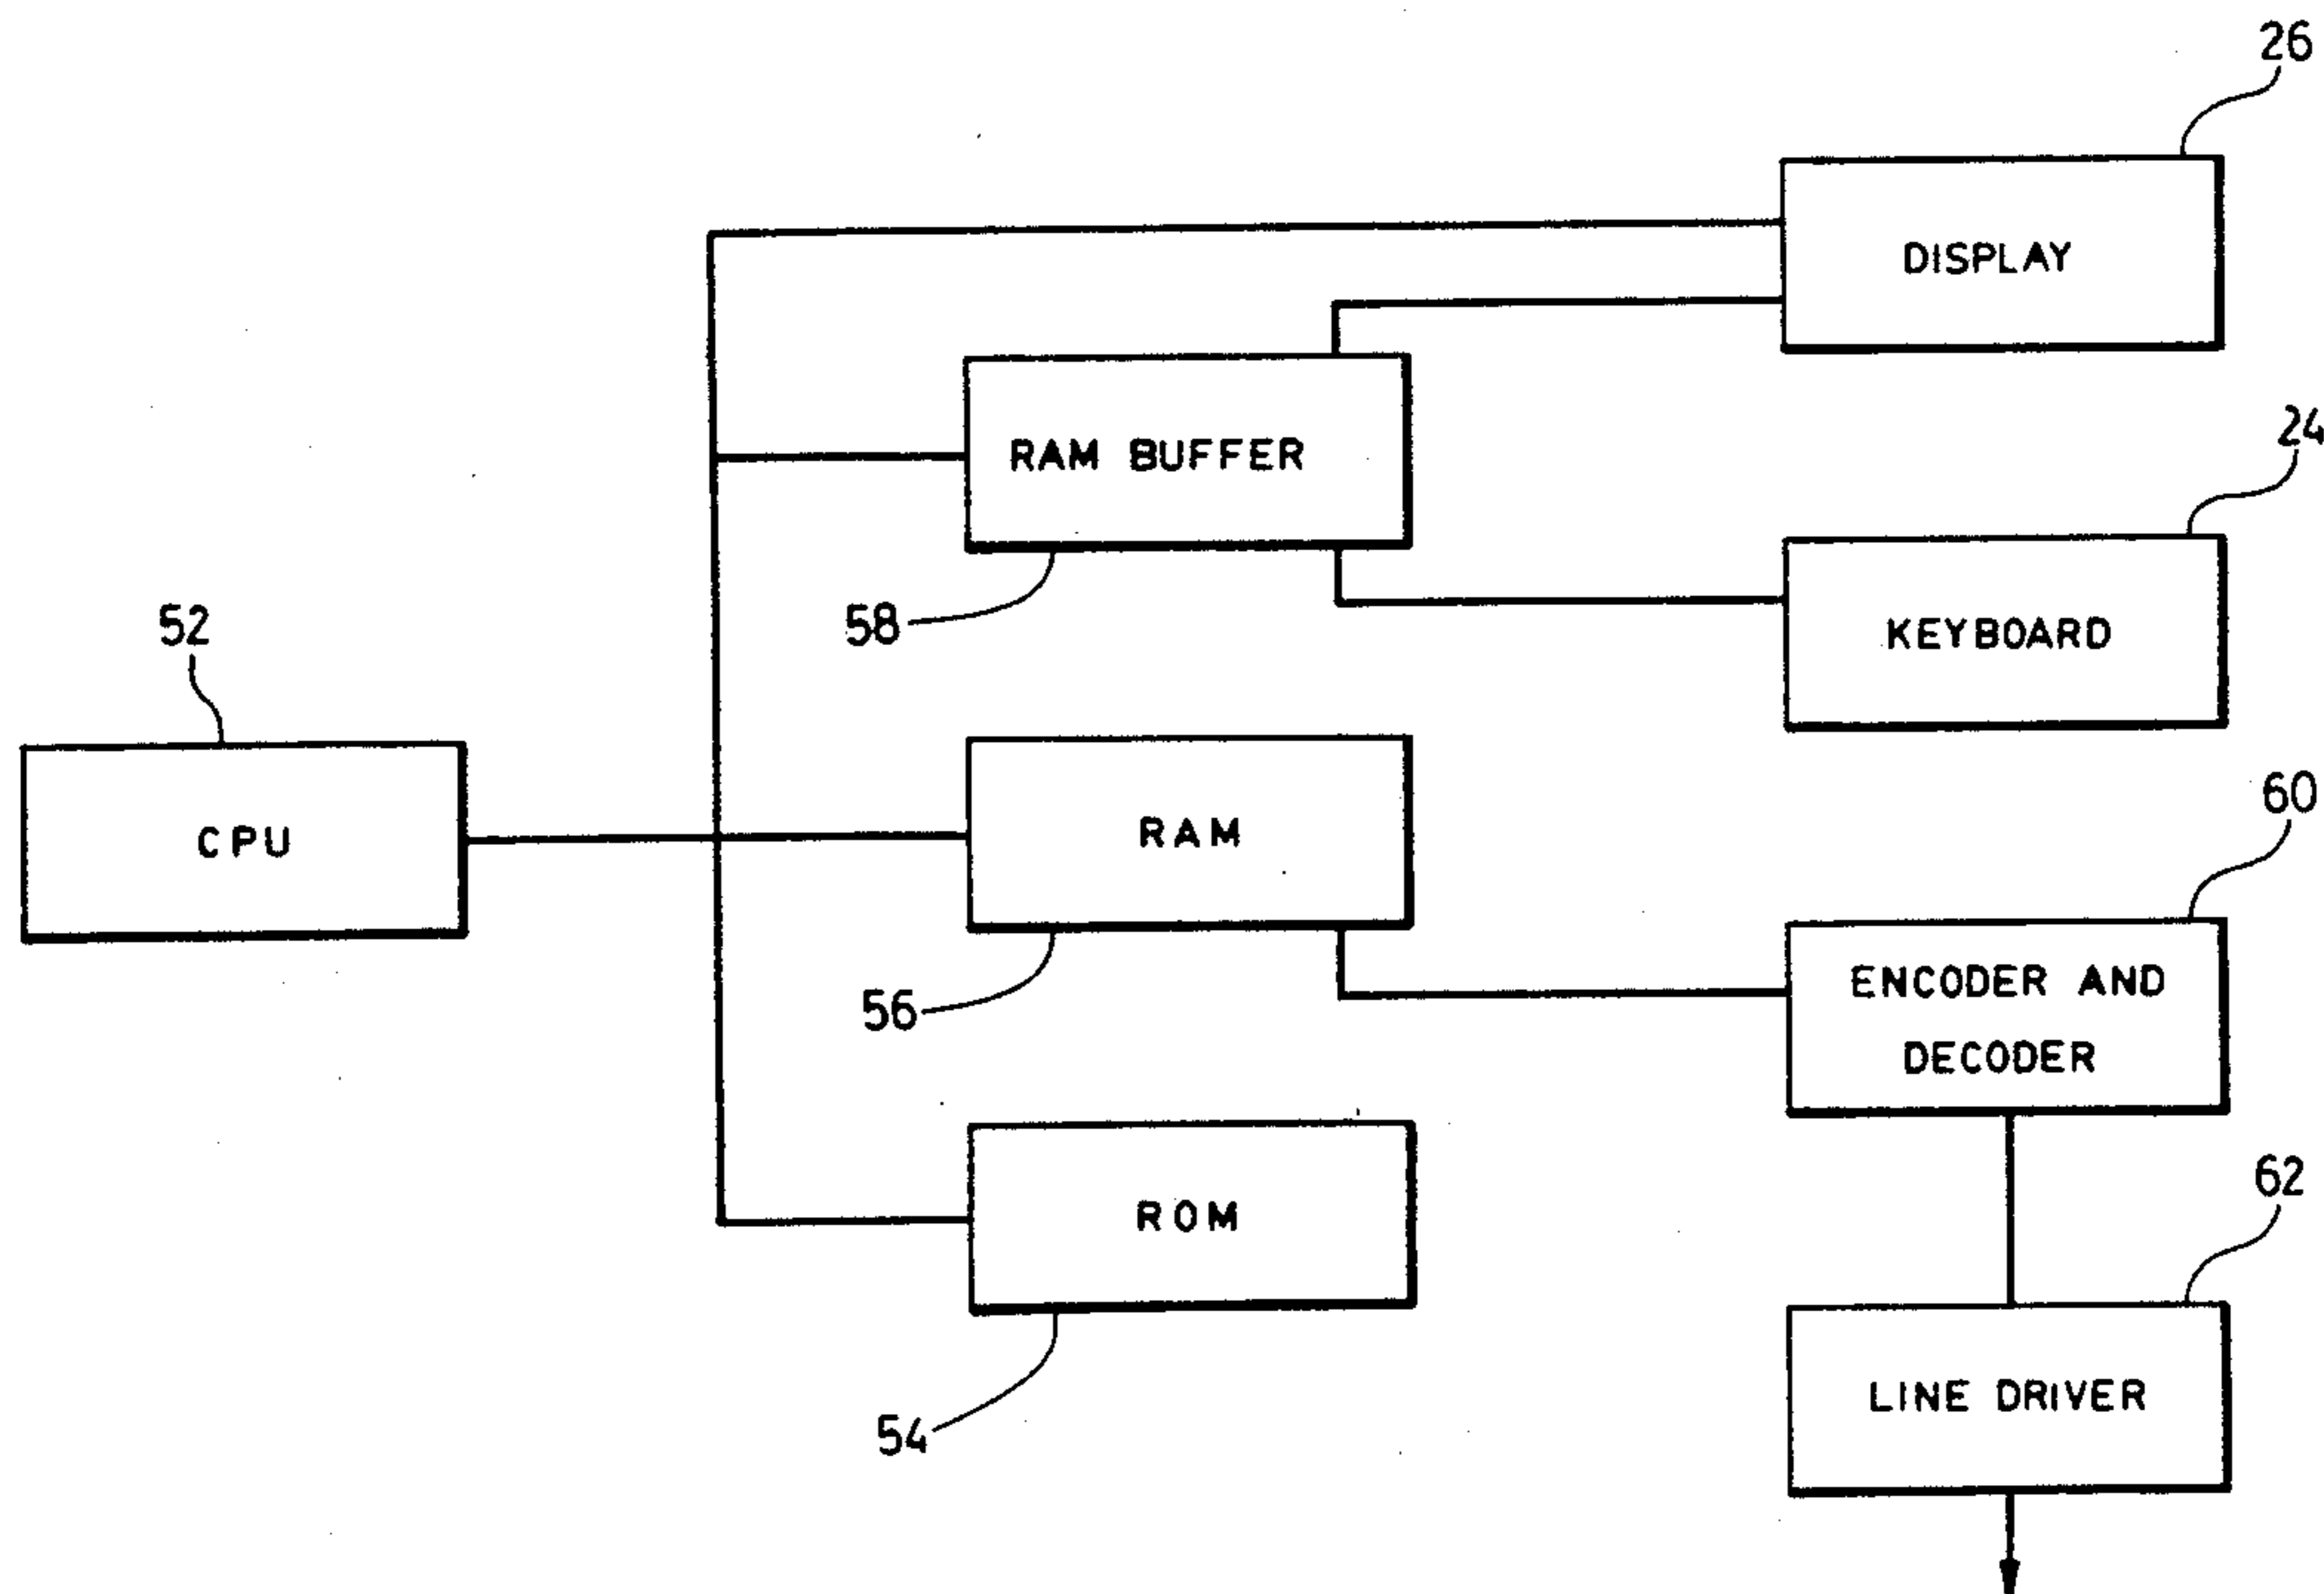 26
DISPLAY
RAM BUFFER
24
58
KEYBOARD
52
CPU
RAM
60
56
ENCODER AND
DECODER
ROM
62
54
LINE DRIVER